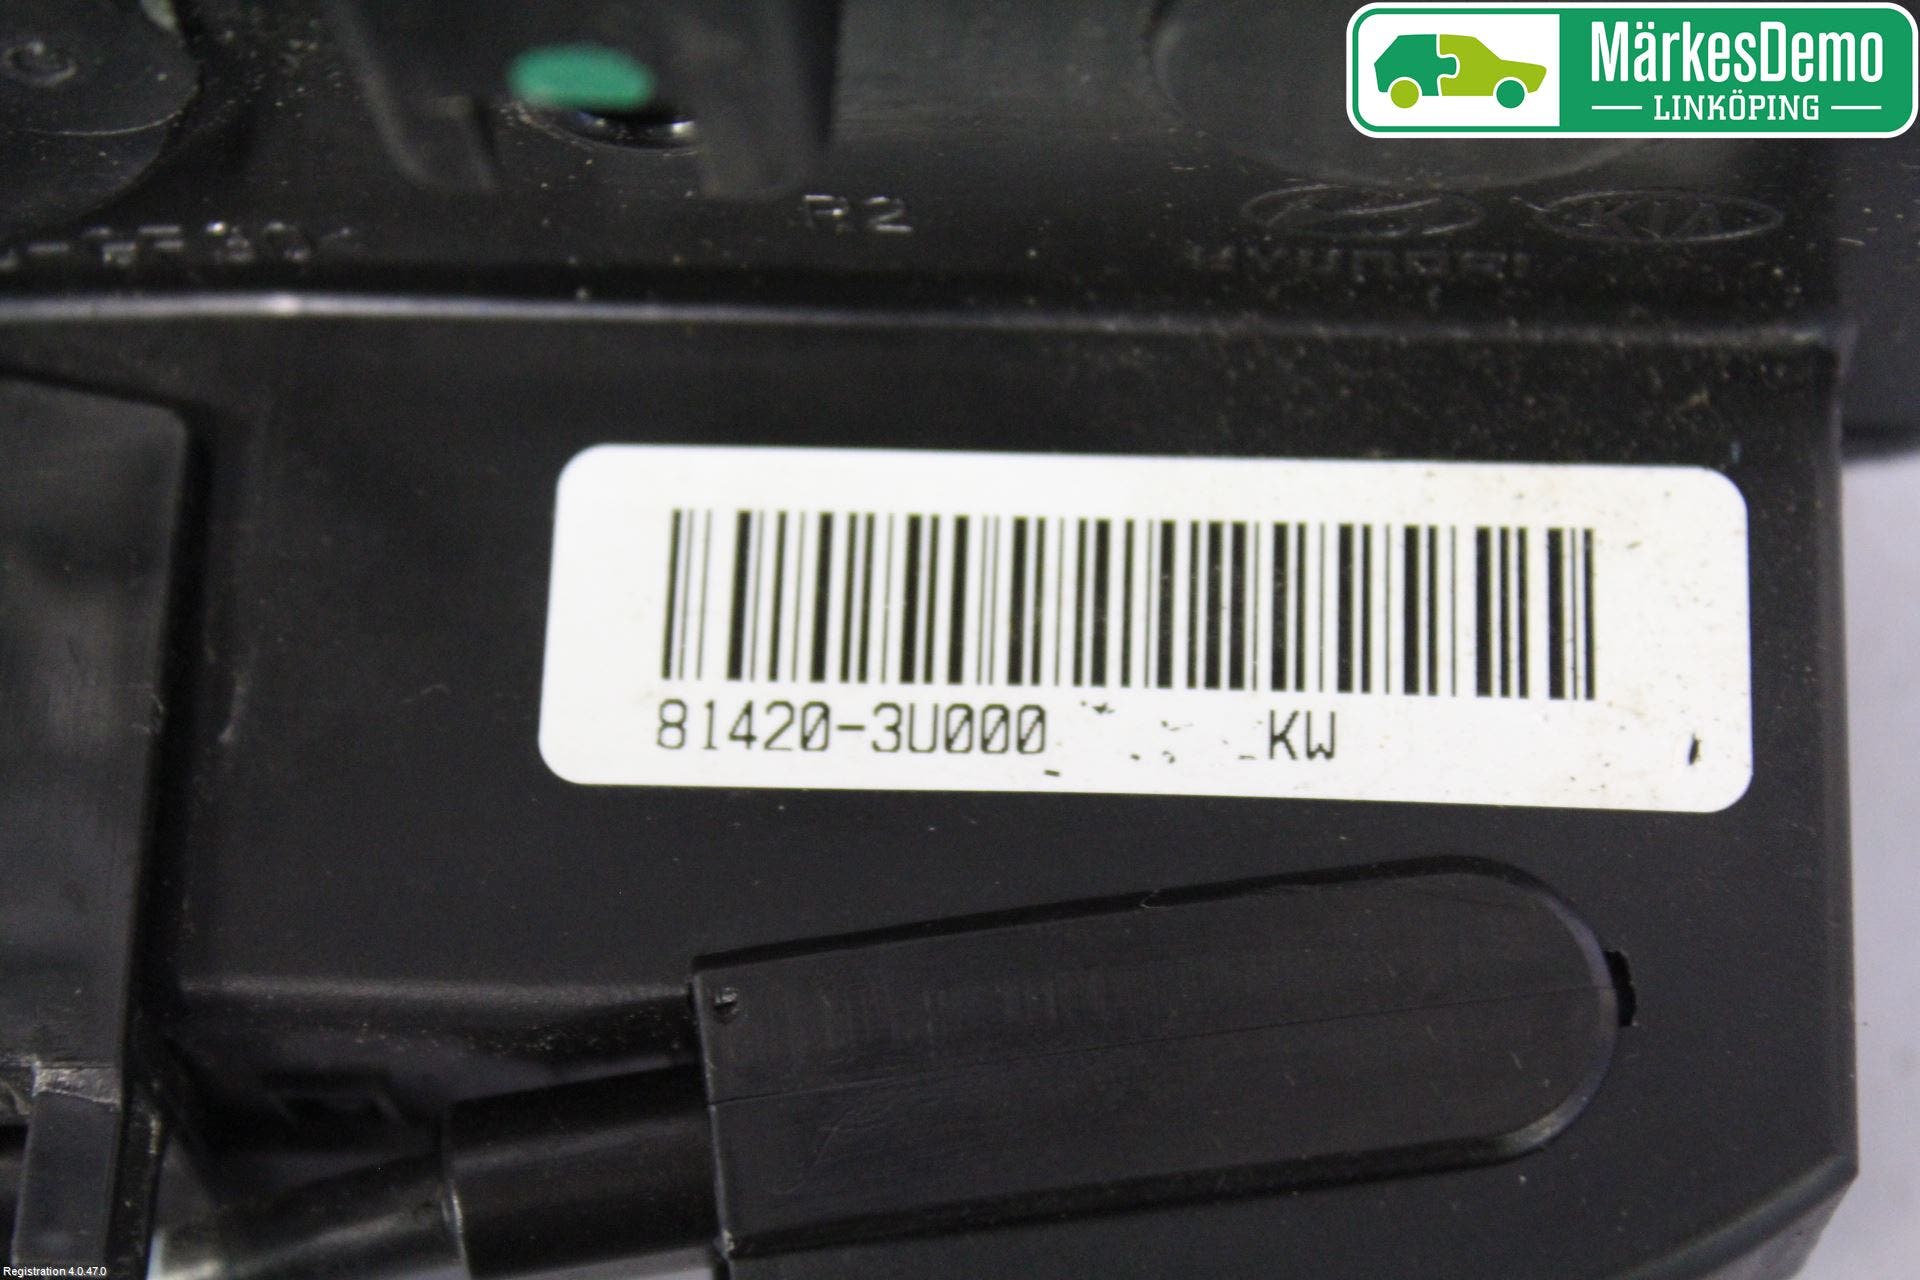 MärkesDemo
LINKÖPING
R2
HYUNDAI
KIA
81420-3U000 KW
Registration 4.0.47.0